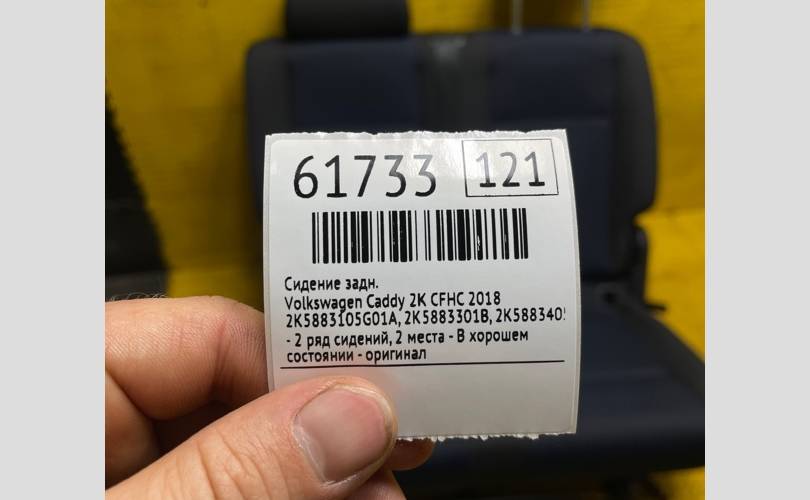 61733 121
Сидение задн.
Volkswagen Caddy 2K CFHC 2018
2K5883105G01A, 2K5883301B, 2K588340
- 2 ряд сидений, 2 места - В хорошем
состоянии - оригинал